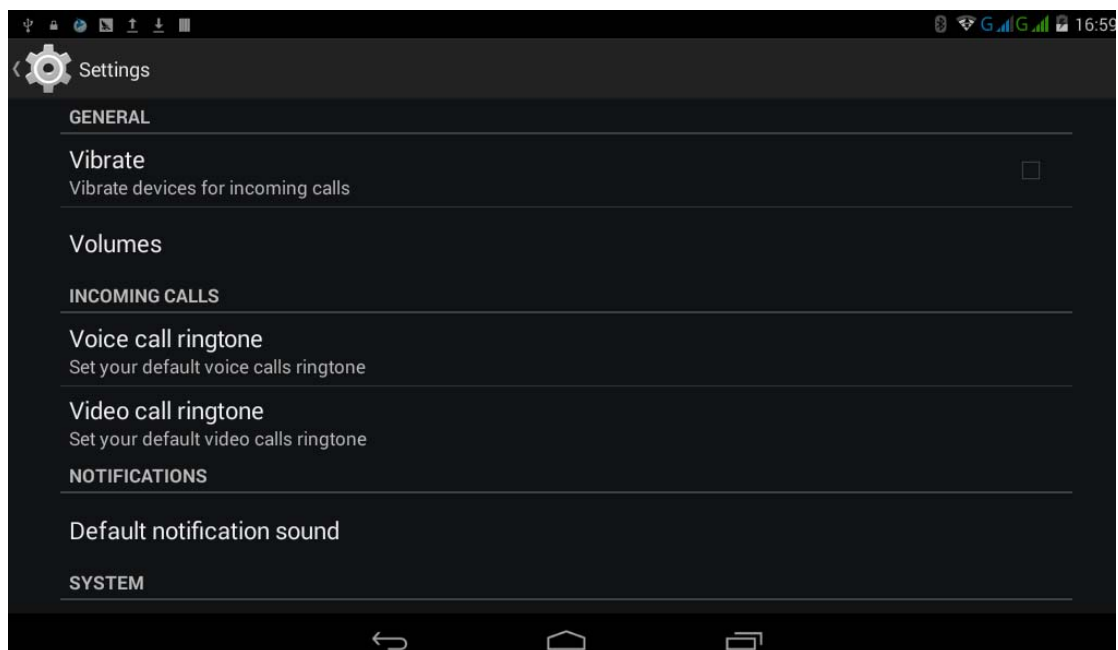 G G 16:59
Settings
GENERAL
Vibrate
Vibrate devices for incoming calls
Volumes
INCOMING CALLS
Voice call ringtone
Set your default voice calls ringtone
Video call ringtone
Set your default video calls ringtone
NOTIFICATIONS
Default notification sound
SYSTEM